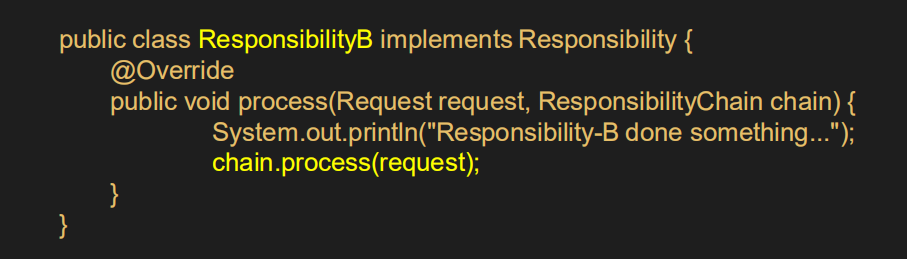 public class ResponsibilityB implements Responsibility {
@Override
public void process(Request request, ResponsibilityChain chain) {
System.out.println("Responsibility-B done something...");
chain.process(request);
}
}